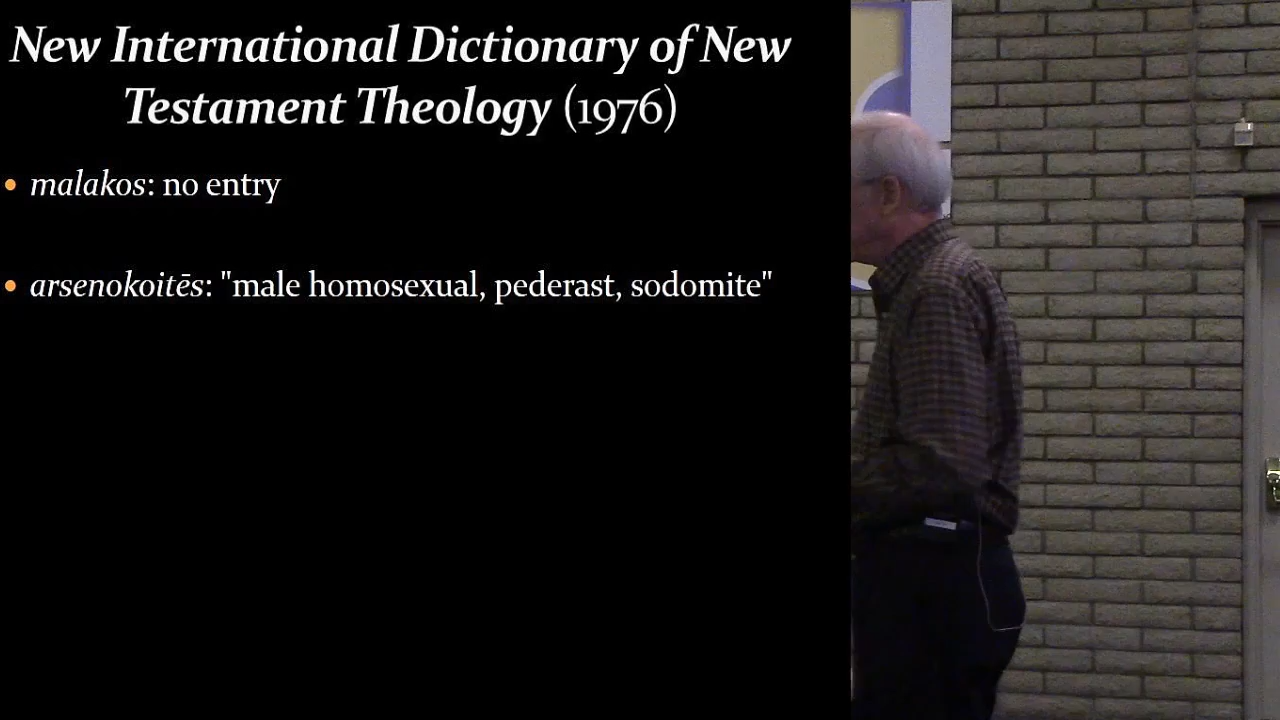 New International Dictionary of New
Testament Theology (1976)
• malakos: no entry
• arsenokoitēs: "male homosexual, pederast, sodomite"